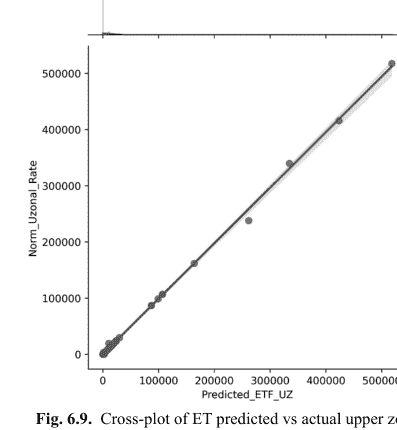 500000
400000
300000
200000
100000
0
Norm_Uzonal_Rate
0 100000 200000 300000 400000
Predicted_ETF_UZ
Fig. 6.9. Cross-plot of ET predicted vs actual upper